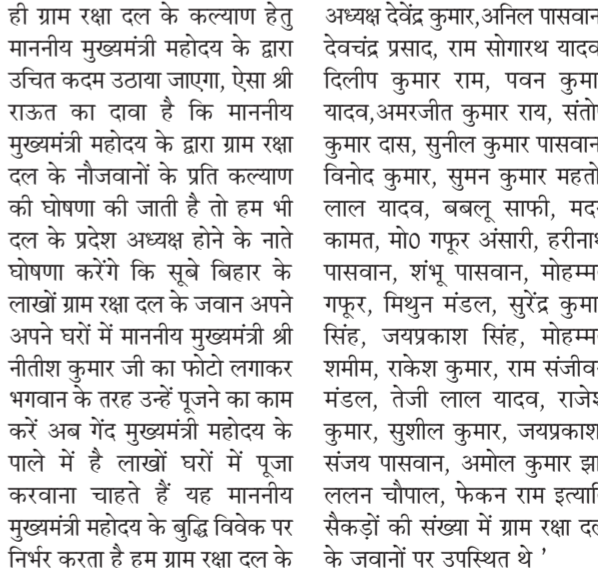 ही ग्राम रक्षा दल के कल्याण हेतु
माननीय मुख्यमंत्री महोदय के द्वारा
उचित कदम उठाया जाएगा, ऐसा श्री
राऊत का दावा है कि माननीय
मुख्यमंत्री महोदय के द्वारा ग्राम रक्षा
दल के नौजवानों के प्रति कल्याण
की घोषणा की जाती है तो हम भी
दल के प्रदेश अध्यक्ष होने के नाते
घोषणा करेंगे कि सूबे बिहार के
लाखों ग्राम रक्षा दल के जवान अपने
अपने घरों में माननीय मुख्यमंत्री श्री
नीतीश कुमार जी का फोटो लगाकर
भगवान के तरह उन्हें पूजने का काम
करें अब गेंद मुख्यमंत्री महोदय के
पाले में है लाखों घरों में पूजा
करवाना चाहते हैं यह माननीय
मुख्यमंत्री महोदय के बुद्धि विवेक पर
निर्भर करता है हम ग्राम रक्षा दल के
अध्यक्ष देवेंद्र कुमार,अनिल पासवान
देवचंद्र प्रसाद, राम सोगारथ यादव
दिलीप कुमार राम, पवन
यादव,अमरजीत कुमार राय,
कुमार दास, सुनील कुमार पासवान
विनोद कुमार, सुमन कुमार महतो
लाल यादव, बबलू साफी,
कामत, मो0 गफूर अंसारी,
पासवान, शंभू पासवान,
गफूर, मिथुन मंडल, सुरेंद्र
सिंह, जयप्रकाश सिंह,
शमीम, राकेश कुमार, राम
मंडल, तेजी लाल यादव,
कुमार, सुशील कुमार, जयप्रकाश
संजय पासवान, अमोल कुमार झा
ललन चौपाल, फेकन राम
सैकड़ों की संख्या में ग्राम रक्षा
के जवानों पर उपस्थित थे '